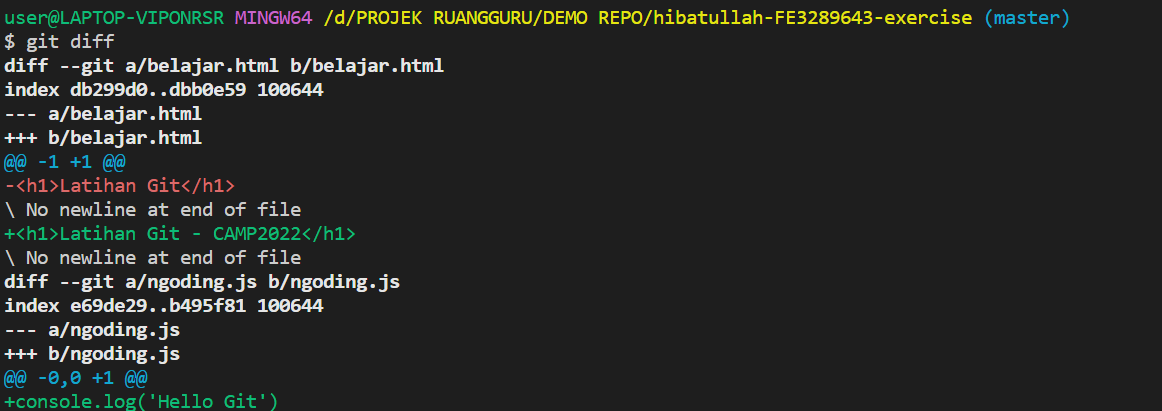 user@LAPTOP-VIPONRSR MINGW64 /d/PROJEK RUANGGURU/DEMO REPO/hibatullah-FE3289643-exercise (master)
$ git diff
diff --git a/belajar.html b/belajar.html
index db299d0..dbb0e59 100644
--- a/belajar.html
+++ b/belajar.html
@@ -1 +1 @@
-<h1>Latihan Git</h1>
\ No newline at end of file
+<h1>Latihan Git - CAMP2022</h1>
\ No newline at end of file
diff --git a/ngoding.js b/ngoding.js
index e69de29..b495f81 100644
--- a/ngoding.js
+++ b/ngoding.js
@@ -0,0 +1 @@
+console.log('Hello Git')